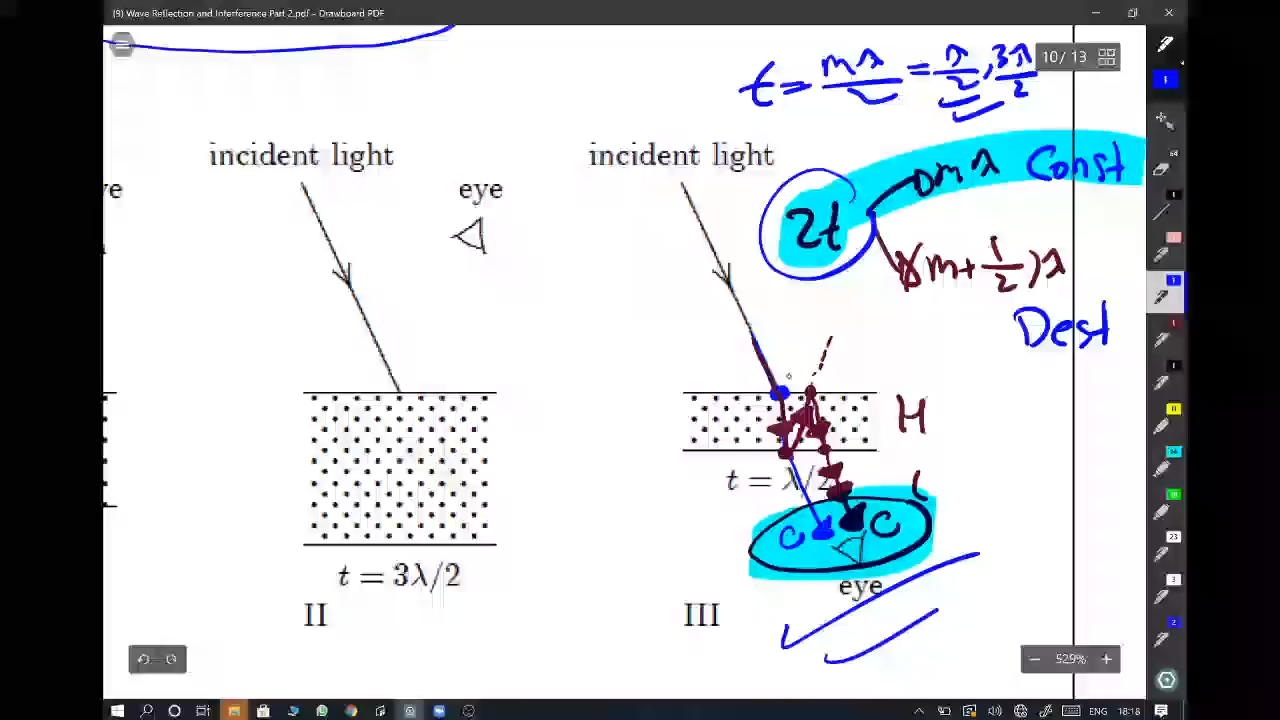 (9) Wave Reflection and Interference Part 2.pdf - Drawboard PDF
10/ 13
t = mλ/2 = λ/2, 3λ/2
incident light
incident light
mλ Const
eye
2t
(m + 1/2)λ
Dest
H
t = λ/2
L
C C
t = 3λ/2
eye
II
III
529%
ENG 18:18